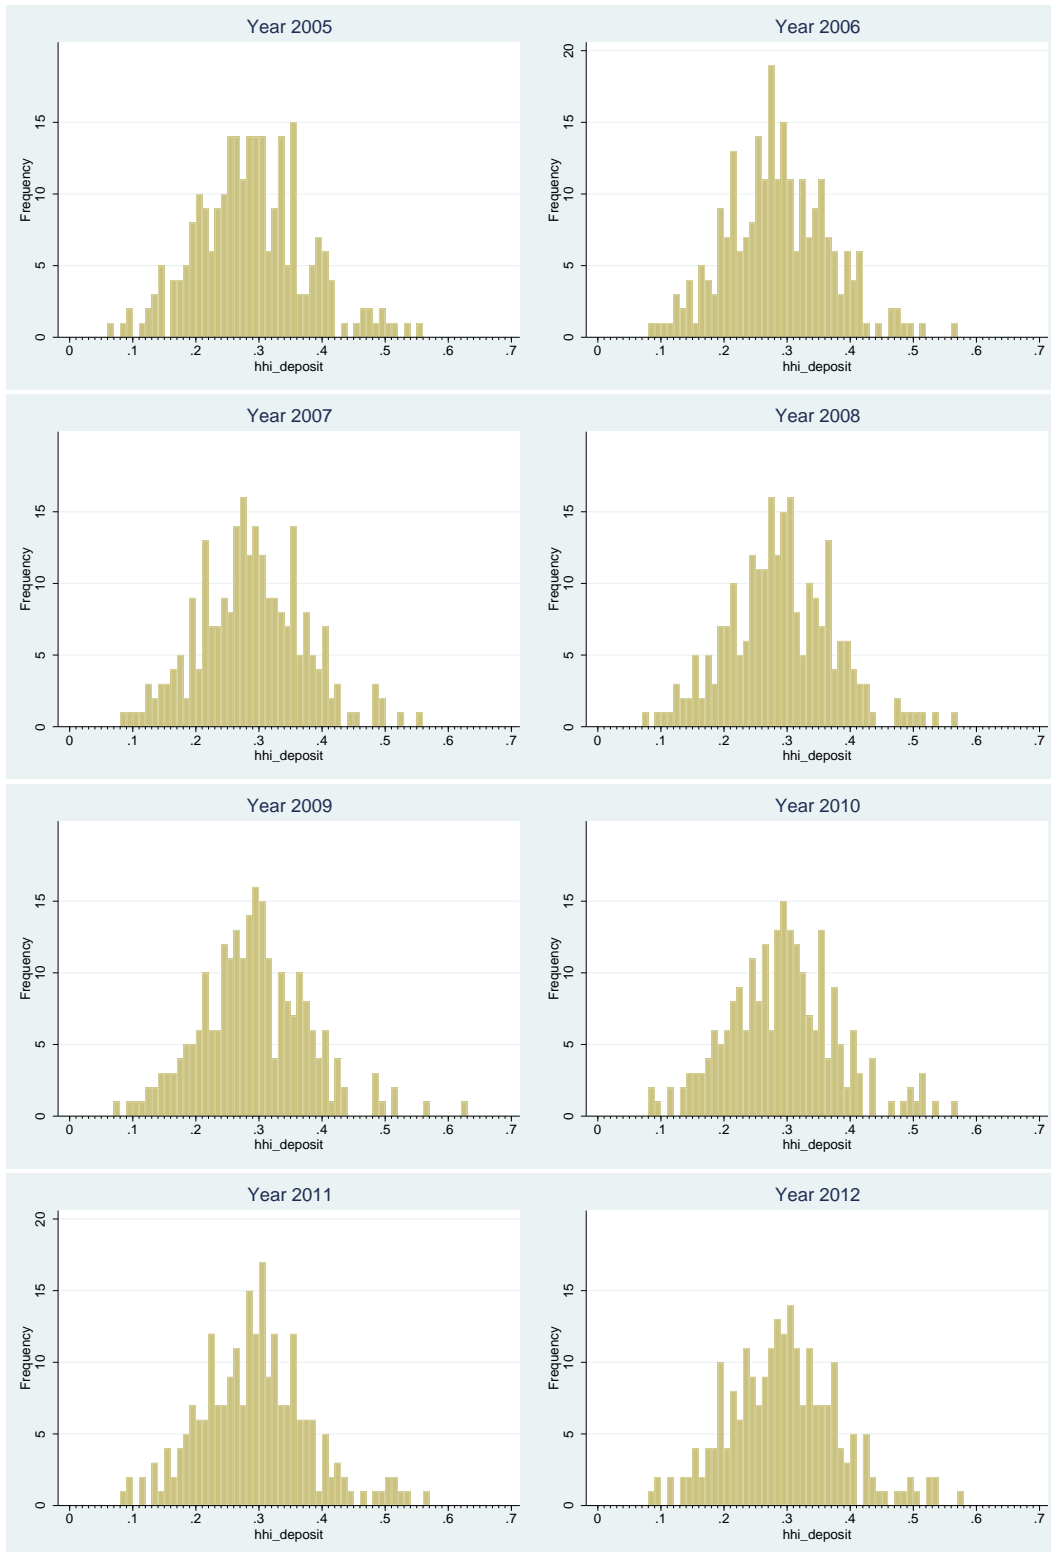 Year 2005
Frequency
0 5 10 15
0 .1 .2 .3 .4 .5 .6 .7
hhi_deposit
Year 2006
Frequency
0 5 10 15 20
0 .1 .2 .3 .4 .5 .6 .7
hhi_deposit
Year 2007
Frequency
0 5 10 15
0 .1 .2 .3 .4 .5 .6 .7
hhi_deposit
Year 2008
Frequency
0 5 10 15
0 .1 .2 .3 .4 .5 .6 .7
hhi_deposit
Year 2009
Frequency
0 5 10 15
0 .1 .2 .3 .4 .5 .6 .7
hhi_deposit
Year 2010
Frequency
0 5 10 15
0 .1 .2 .3 .4 .5 .6 .7
hhi_deposit
Year 2011
Frequency
0 5 10 15 20
0 .1 .2 .3 .4 .5 .6 .7
hhi_deposit
Year 2012
Frequency
0 5 10 15
0 .1 .2 .3 .4 .5 .6 .7
hhi_deposit